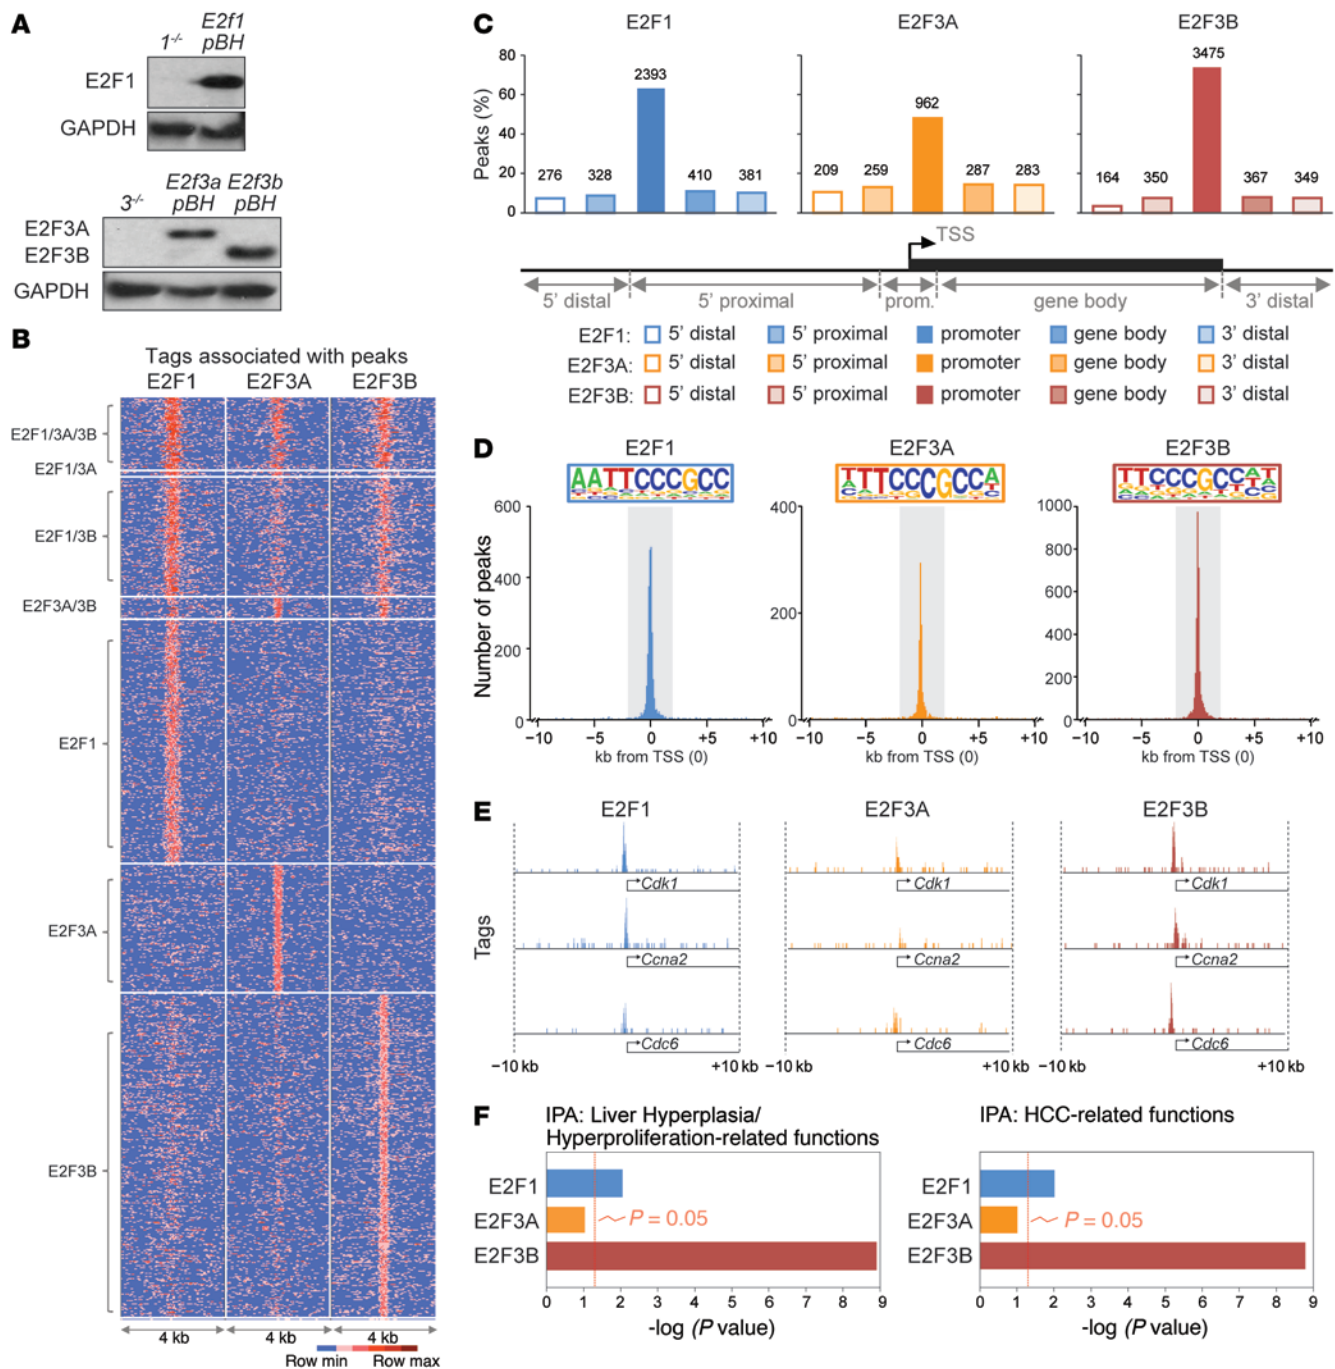 A
1-/- E2f1 pBH
E2F1
GAPDH
3-/- E2f3a pBH E2f3b pBH
E2F3A
E2F3B
GAPDH
B
Tags associated with peaks
E2F1 E2F3A E2F3B
E2F1/3A/3B
E2F1/3A
E2F1/3B
E2F3A/3B
E2F1
E2F3A
E2F3B
4 kb 4 kb 4 kb
Row min Row max
C
E2F1 E2F3A E2F3B
Peaks (%)
80
60
40
20
0
276 328 2393 410 381
209 259 962 287 283
164 350 3475 367 349
TSS
5’ distal 5’ proximal prom. gene body 3’ distal
E2F1: 5’ distal 5’ proximal promoter gene body 3’ distal
E2F3A: 5’ distal 5’ proximal promoter gene body 3’ distal
E2F3B: 5’ distal 5’ proximal promoter gene body 3’ distal
D
E2F1 E2F3A E2F3B
AATTCCCGCC
TTTCCCGCCA
TTCCCGCCAT
Number of peaks
600
400
200
0
−10 −5 0 +5 +10
kb from TSS (0)
400
200
0
−10 −5 0 +5 +10
kb from TSS (0)
1000
800
600
400
200
0
−10 −5 0 +5 +10
kb from TSS (0)
E
E2F1 E2F3A E2F3B
Tags
Cdk1 Cdk1 Cdk1
Ccna2 Ccna2 Ccna2
Cdc6 Cdc6 Cdc6
−10 kb +10 kb −10 kb +10 kb −10 kb +10 kb
F
IPA: Liver Hyperplasia/
Hyperproliferation-related functions
E2F1
E2F3A
E2F3B
P = 0.05
0 1 2 3 4 5 6 7 8 9
-log (P value)
IPA: HCC-related functions
E2F1
E2F3A
E2F3B
P = 0.05
0 1 2 3 4 5 6 7 8 9
-log (P value)